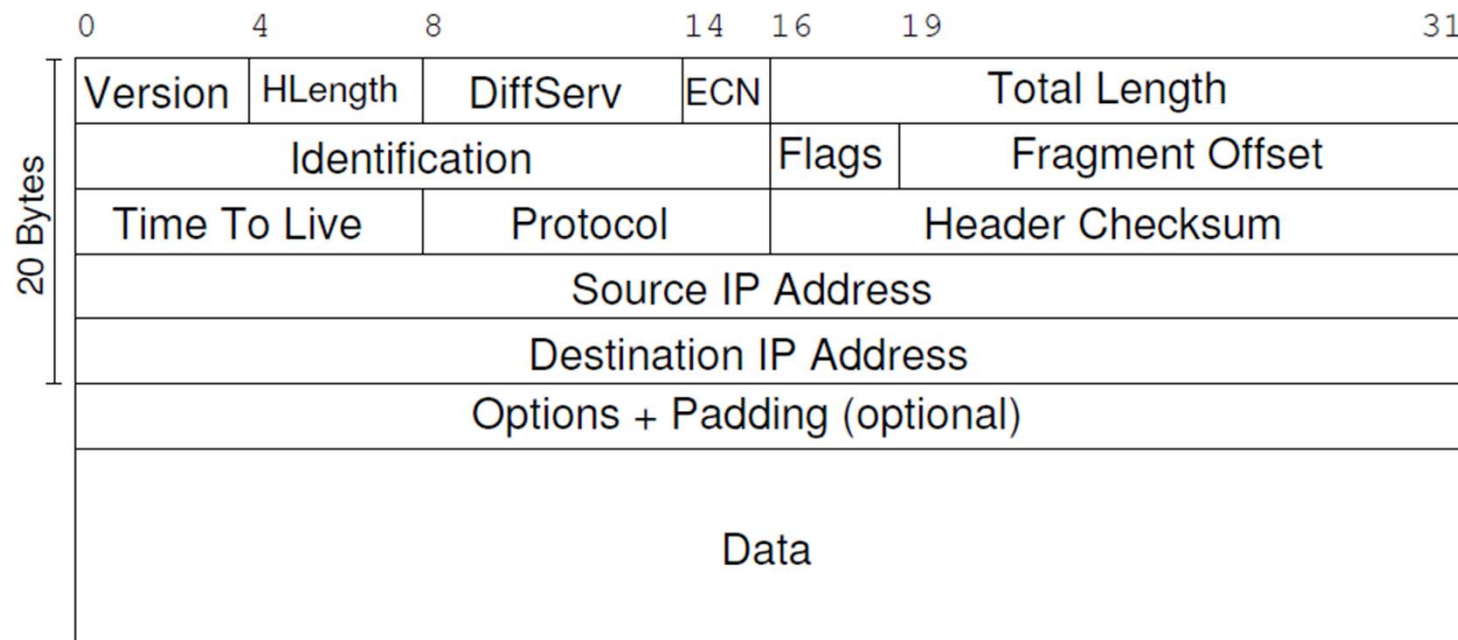 0 4 8 14 16 19 31
Version HLength DiffServ ECN Total Length
Identification Flags Fragment Offset
Time To Live Protocol Header Checksum
Source IP Address
Destination IP Address
Options + Padding (optional)
Data
20 Bytes